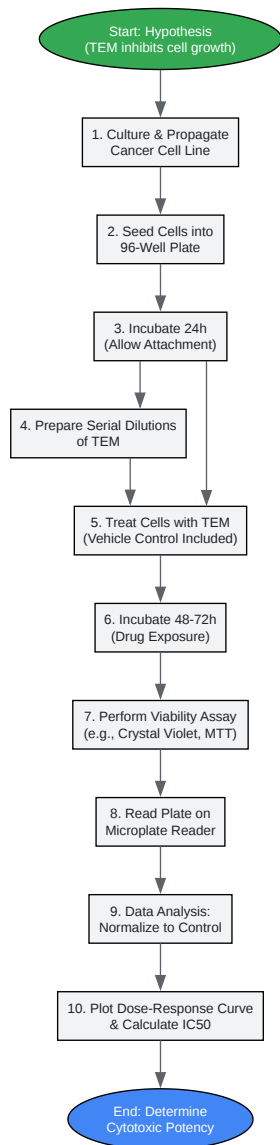 Start: Hypothesis
(TEM inhibits cell growth)
1. Culture & Propagate
Cancer Cell Line
2. Seed Cells into
96-Well Plate
3. Incubate 24h
(Allow Attachment)
4. Prepare Serial Dilutions
of TEM
5. Treat Cells with TEM
(Vehicle Control Included)
6. Incubate 48-72h
(Drug Exposure)
7. Perform Viability Assay
(e.g., Crystal Violet, MTT)
8. Read Plate on
Microplate Reader
9. Data Analysis:
Normalize to Control
10. Plot Dose-Response Curve
& Calculate IC50
End: Determine
Cytotoxic Potency